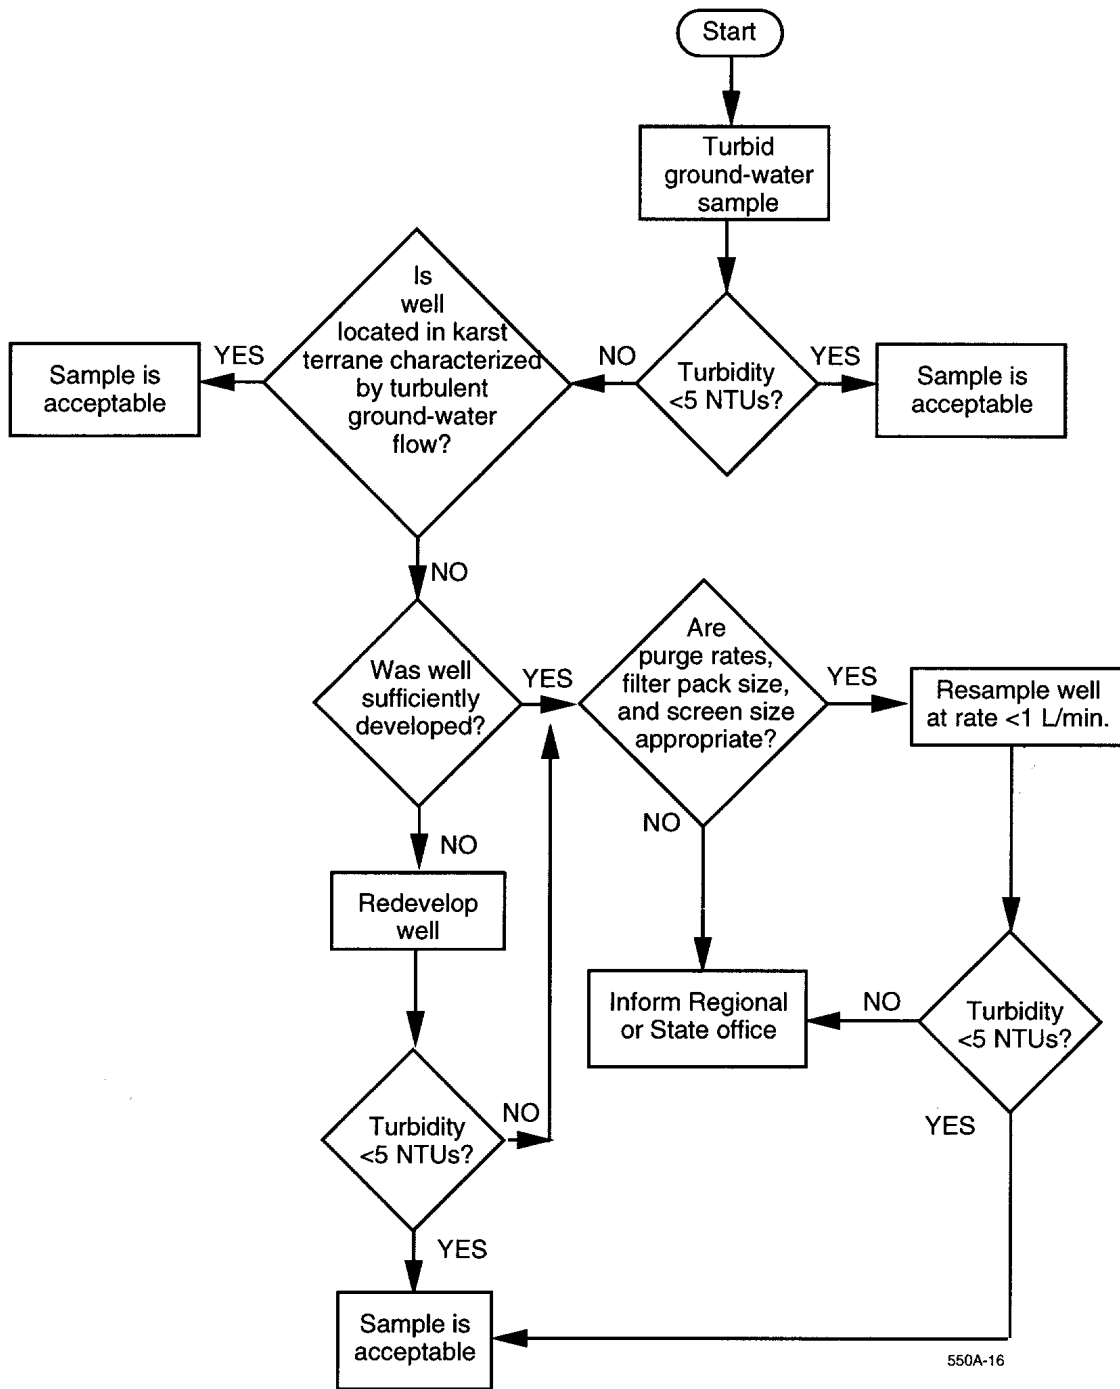 Start
Turbid
ground-water
sample
Turbidity
<5 NTUs?
YES
Sample is
acceptable
NO
Is
well
located in karst
terrane characterized
by turbulent
ground-water
flow?
YES
Sample is
acceptable
NO
Was well
sufficiently
developed?
YES
Are
purge rates,
filter pack size,
and screen size
appropriate?
YES
Resample well
at rate <1 L/min.
NO
NO
Redevelop
well
Inform Regional
or State office
NO
Turbidity
<5 NTUs?
YES
Turbidity
<5 NTUs?
NO
YES
Sample is
acceptable
550A-16